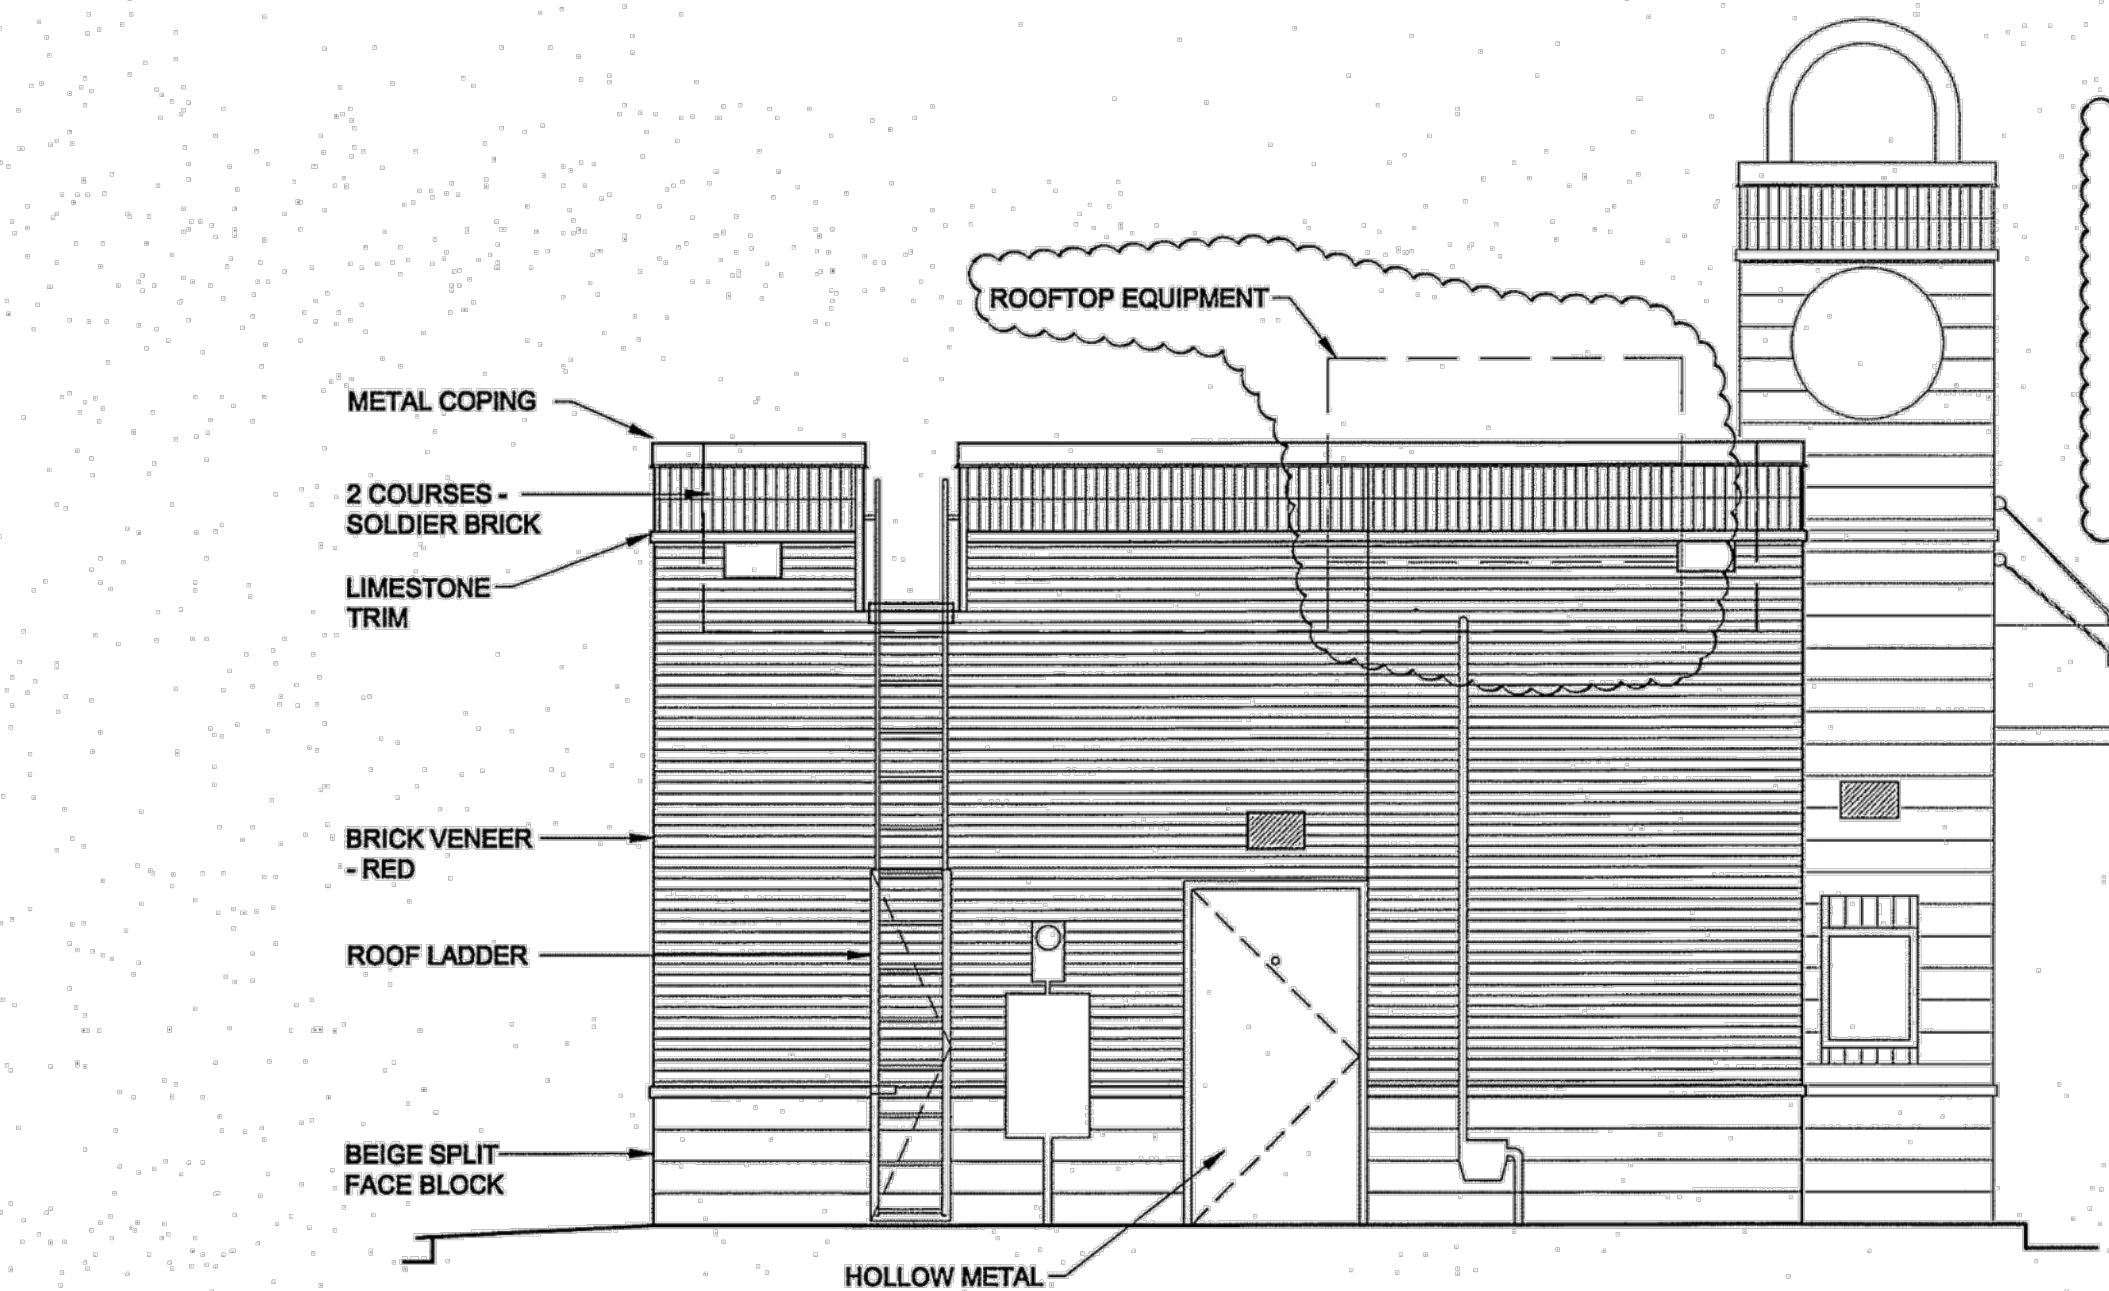 ROOFTOP EQUIPMENT
METAL COPING
2 COURSES -
SOLDIER BRICK
LIMESTONE
TRIM
BRICK VENEER
- RED
ROOF LADDER
BEIGE SPLIT
FACE BLOCK
HOLLOW METAL